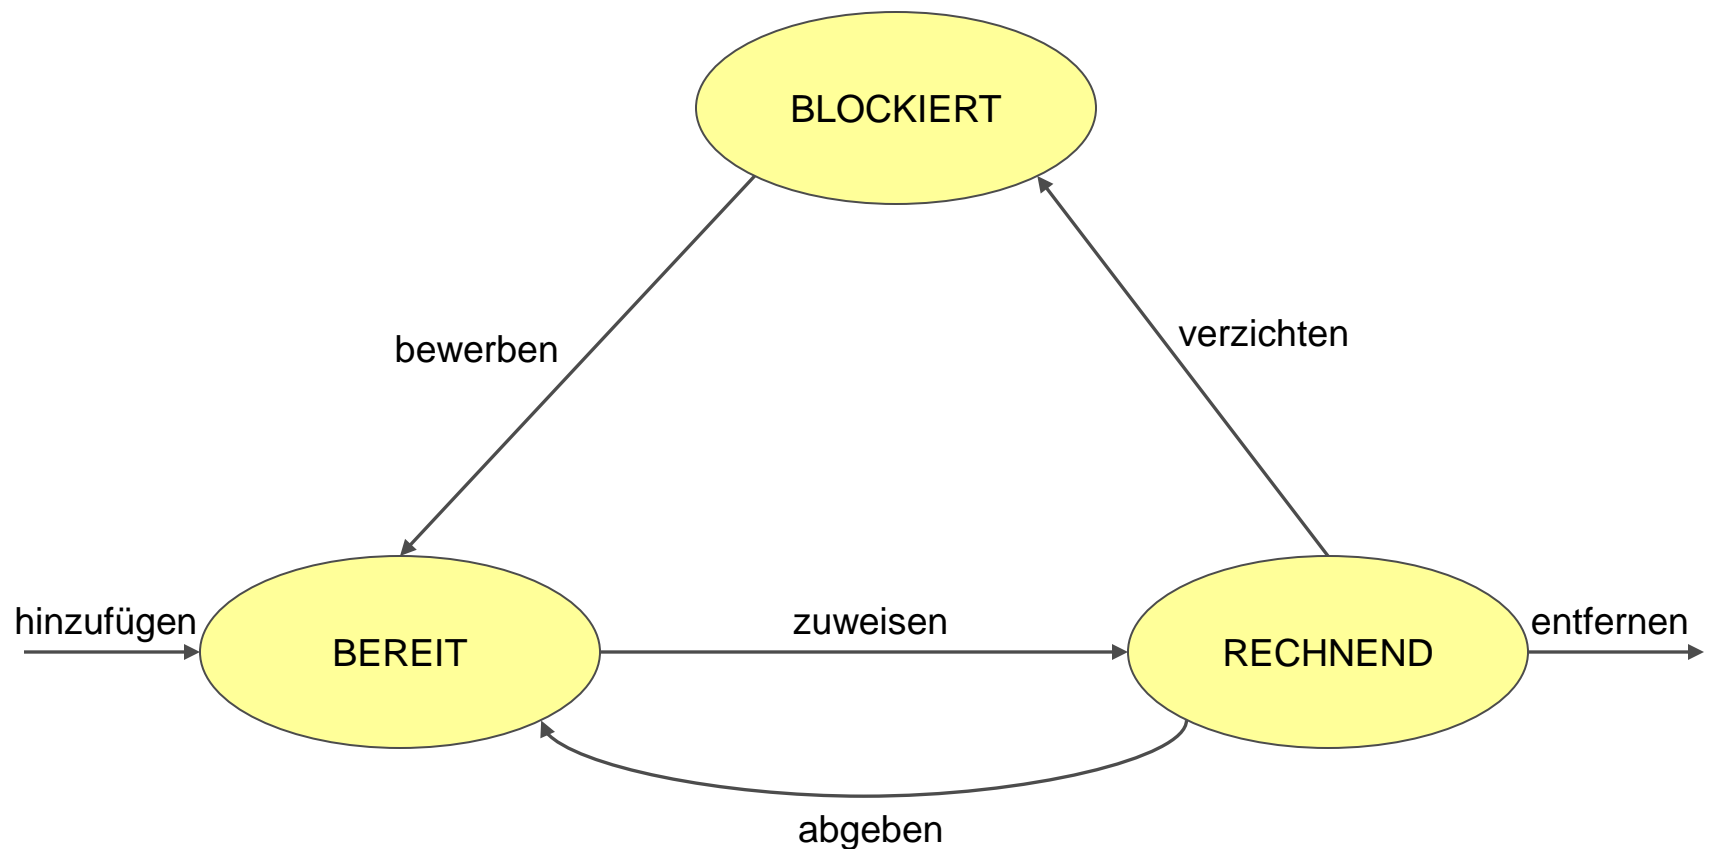 BLOCKIERT
bewerben
verzichten
hinzufügen
BEREIT
zuweisen
RECHNEND
entfernen
abgeben